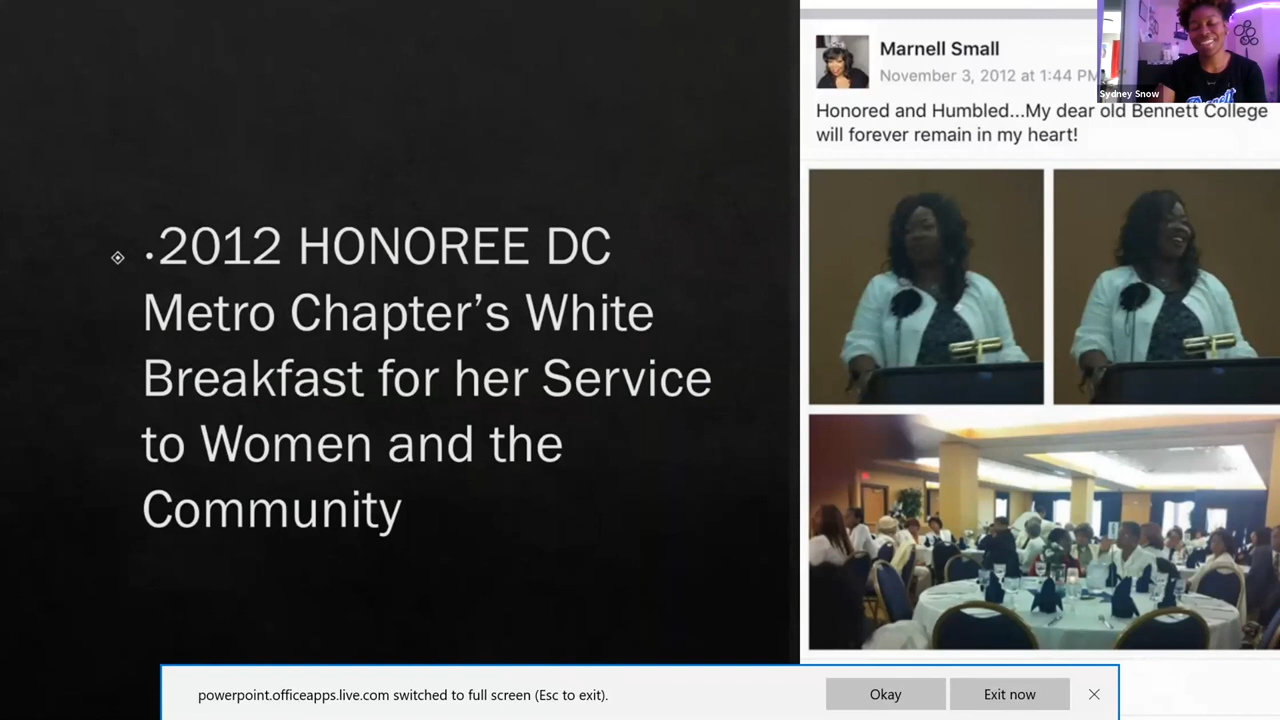 ·2012 HONOREE DC
Metro Chapter’s White
Breakfast for her Service
to Women and the
Community
Marnell Small
November 3, 2012 at 1:44 PM
Sydney Snow
Honored and Humbled...My dear old Bennett College
will forever remain in my heart!
powerpoint.officeapps.live.com switched to full screen (Esc to exit).
Okay
Exit now